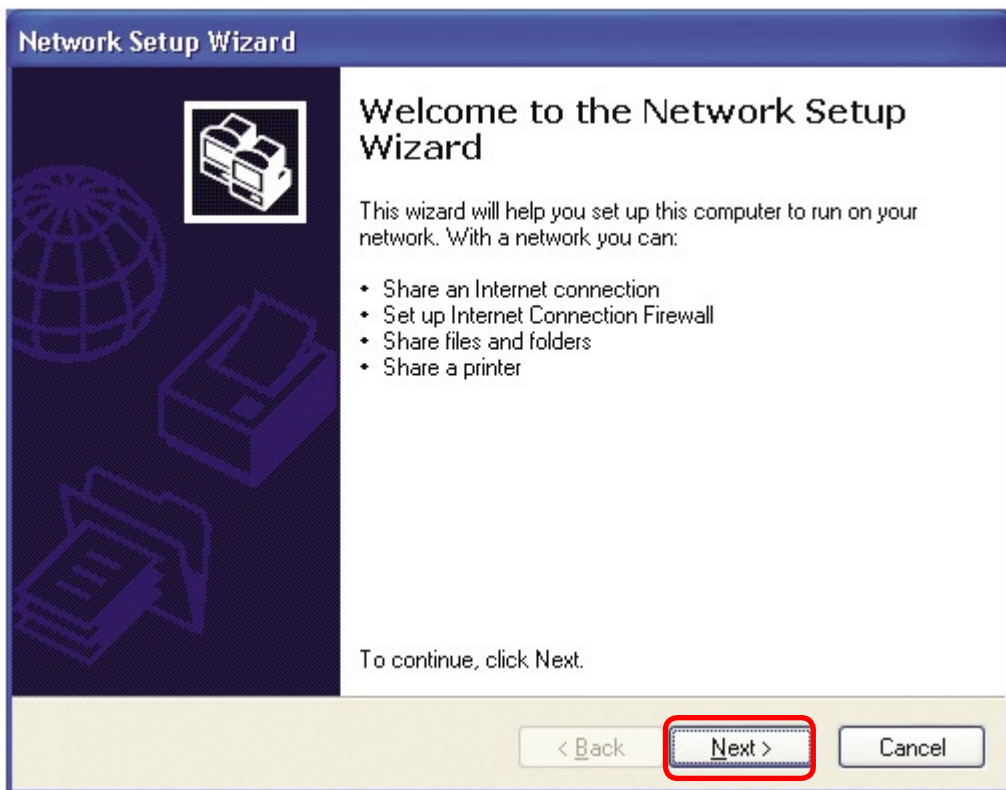 Network Setup Wizard
Welcome to the Network Setup
Wizard
This wizard will help you set up this computer to run on your
network. With a network you can:
• Share an Internet connection
• Set up Internet Connection Firewall
• Share files and folders
• Share a printer
To continue, click Next.
< Back Next > Cancel